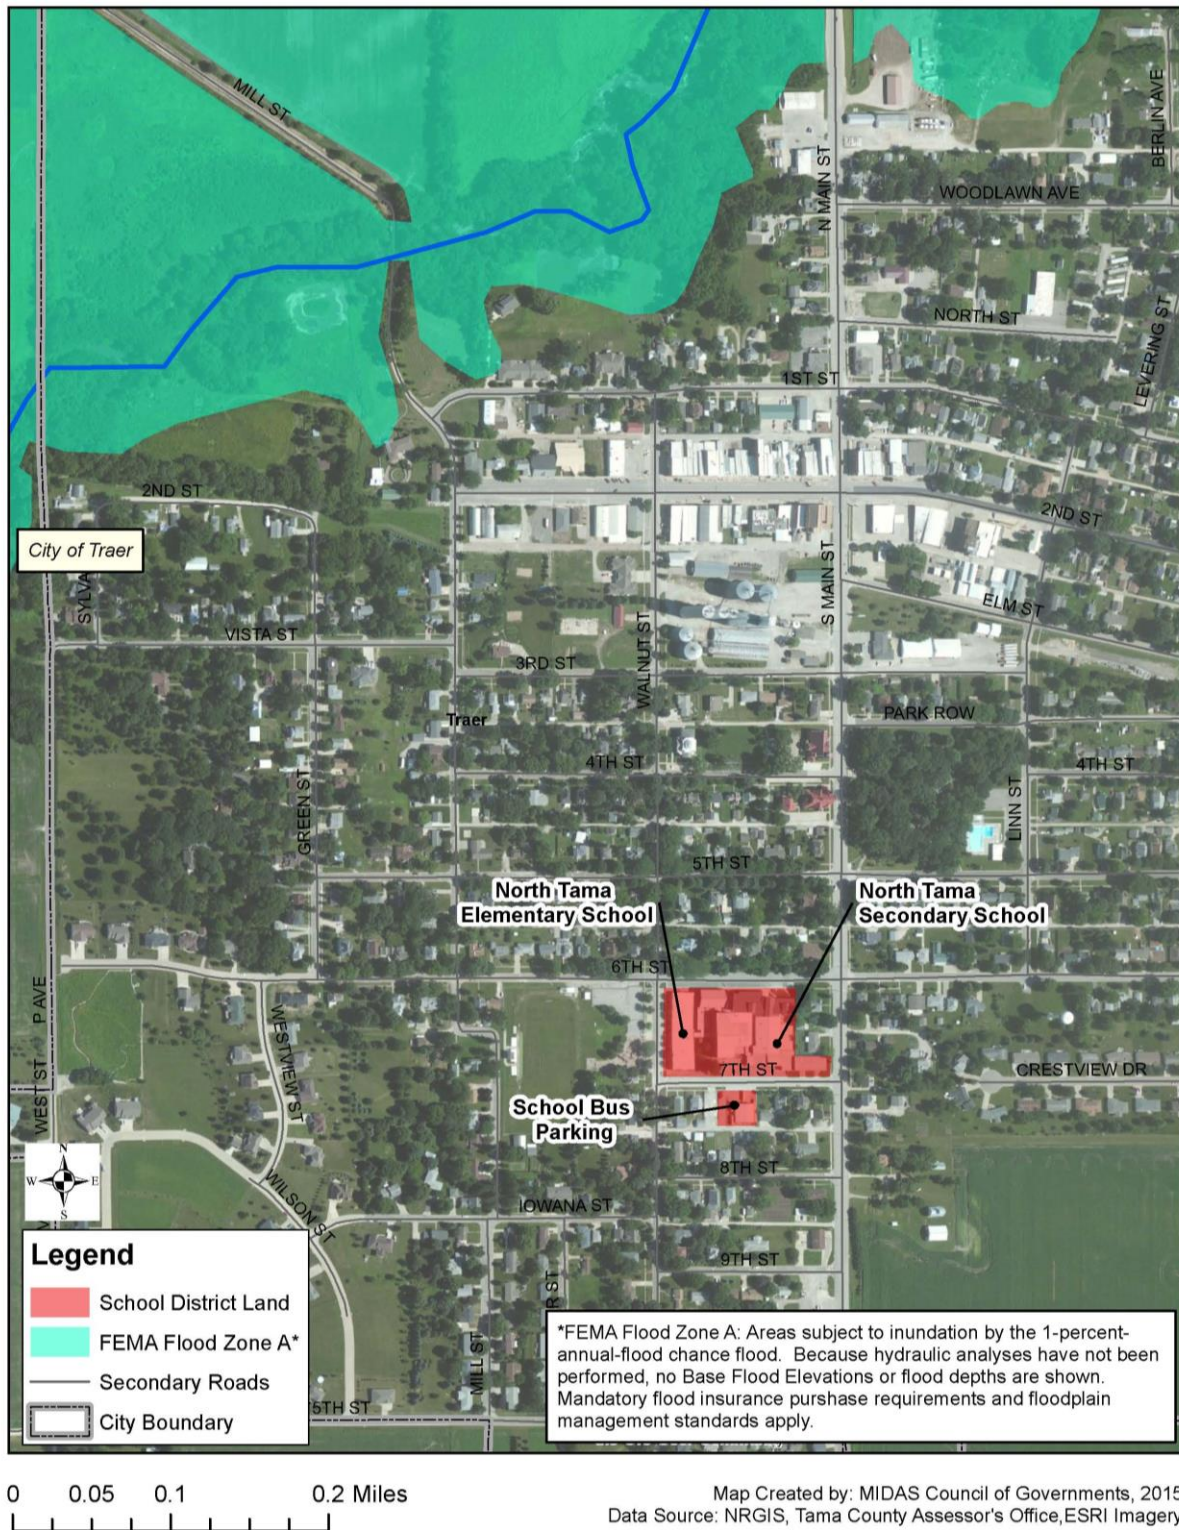 MILL ST
BERLIN AVE
N MAIN ST
WOODLAWN AVE
NORTH ST
LEVERING ST
1ST ST
2ND ST
2ND ST
City of Traer
SYLVA
S MAIN ST
ELM ST
VISTA ST
WALNUT ST
3RD ST
Traer
PARK ROW
4TH ST
4TH ST
GREEN ST
LINN ST
5TH ST
North Tama
Elementary School
North Tama
Secondary School
6TH ST
P AVE
WESTVIEW ST
WEST ST
7TH ST
CRESTVIEW DR
School Bus
Parking
8TH ST
N
W E
S
WILSON ST
IOWANA ST
9TH ST
R ST
MILL ST
5TH ST
Legend
School District Land
FEMA Flood Zone A*
Secondary Roads
City Boundary
*FEMA Flood Zone A: Areas subject to inundation by the 1-percent-
annual-flood chance flood. Because hydraulic analyses have not been
performed, no Base Flood Elevations or flood depths are shown.
Mandatory flood insurance purshase requirements and floodplain
management standards apply.
0 0.05 0.1 0.2 Miles
Map Created by: MIDAS Council of Governments, 2015
Data Source: NRGIS, Tama County Assessor's Office,ESRI Imagery